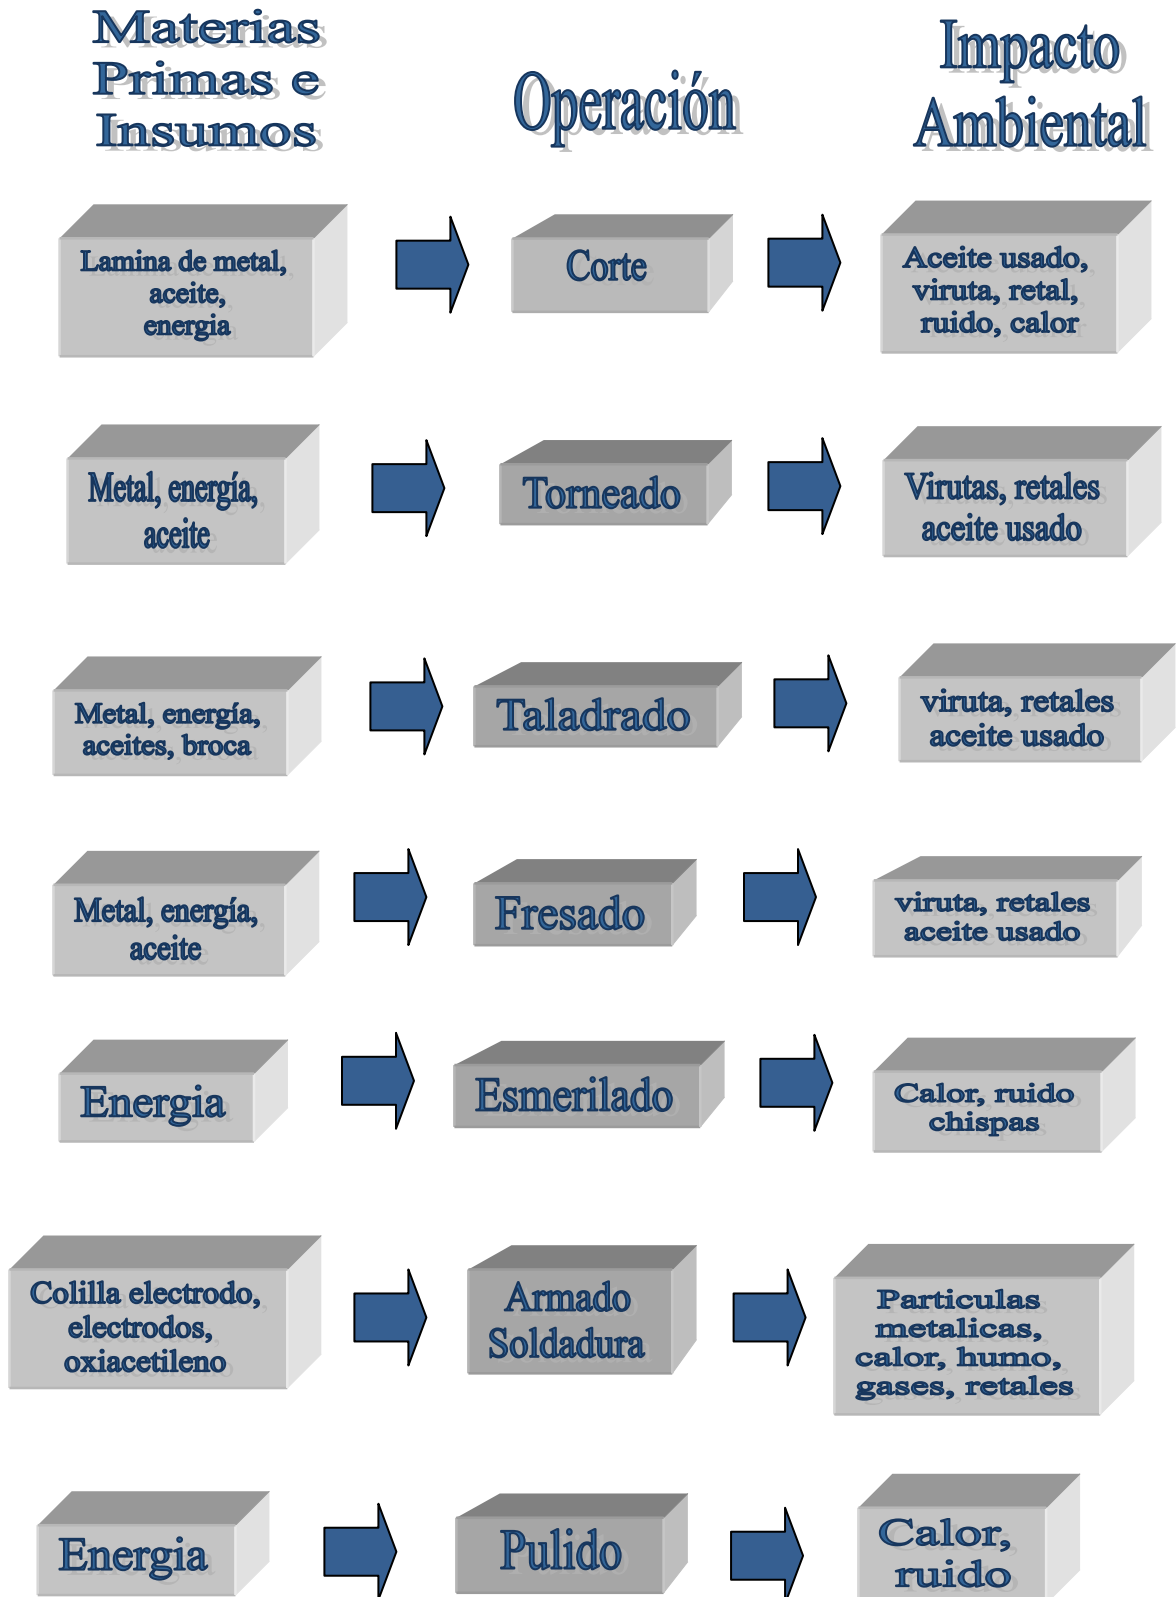 Materias
Primas e
Insumos
Operación
Impacto
Ambiental
Lamina de metal,
aceite,
energia
Corte
Aceite usado,
viruta, retal,
ruido, calor
Metal, energía,
aceite
Torneado
Virutas, retales
aceite usado
Metal, energía,
aceites, broca
Taladrado
viruta, retales
aceite usado
Metal, energía,
aceite
Fresado
viruta, retales
aceite usado
Energia
Esmerilado
Calor, ruido
chispas
Colilla electrodo,
electrodos,
oxiacetileno
Armado
Soldadura
Particulas
metalicas,
calor, humo,
gases, retales
Energia
Pulido
Calor,
ruido